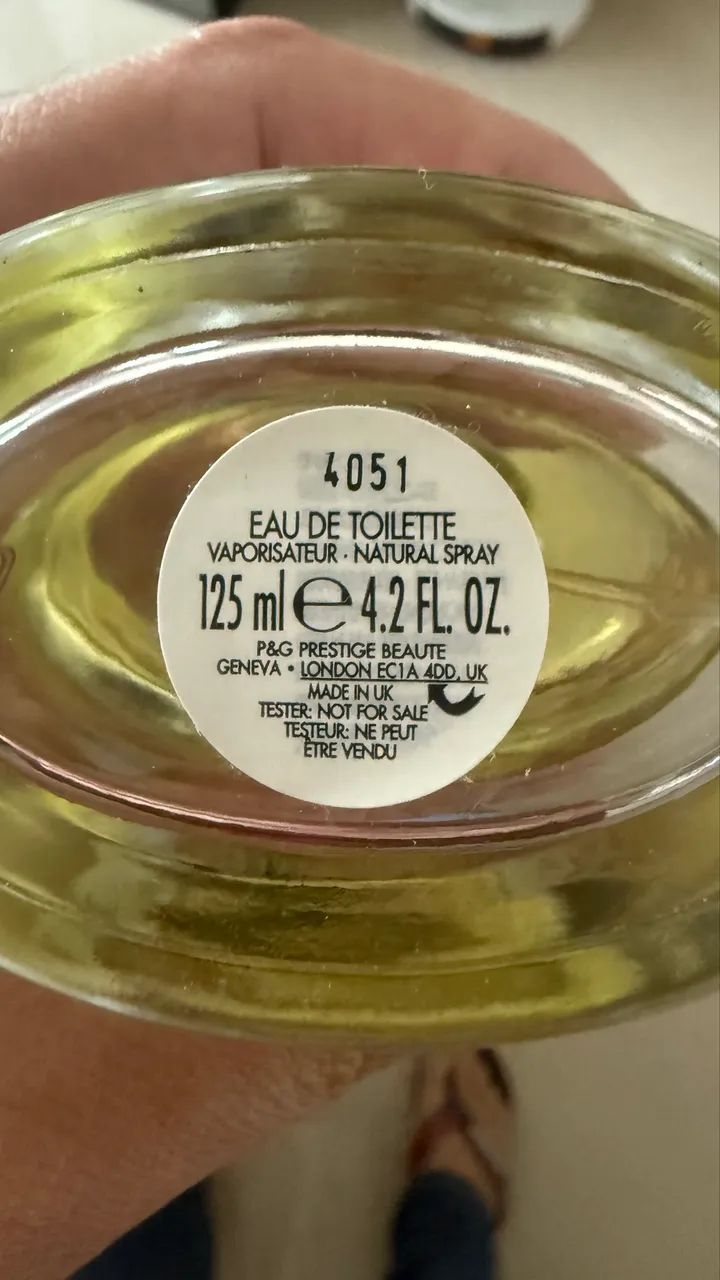 4051
EAU DE TOILETTE
VAPORISATEUR · NATURAL SPRAY
125 ml ℮ 4.2 FL. OZ.
P&G PRESTIGE BEAUTE
GENEVA • LONDON EC1A 4DD, UK
MADE IN UK
TESTER: NOT FOR SALE
TESTEUR: NE PEUT
ÊTRE VENDU